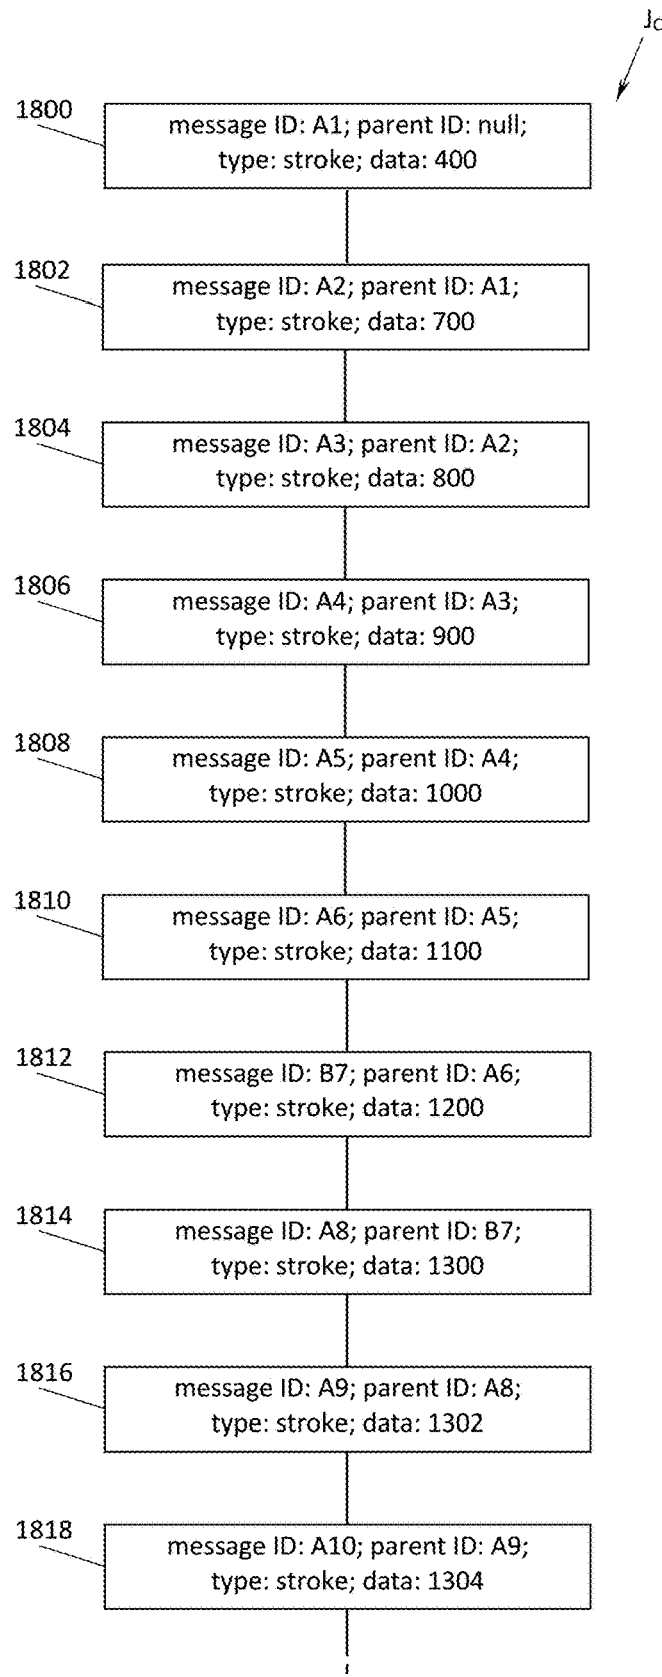 1800
message ID: A1; parent ID: null;
type: stroke; data: 400
1802
message ID: A2; parent ID: A1;
type: stroke; data: 700
1804
message ID: A3; parent ID: A2;
type: stroke; data: 800
1806
message ID: A4; parent ID: A3;
type: stroke; data: 900
1808
message ID: A5; parent ID: A4;
type: stroke; data: 1000
1810
message ID: A6; parent ID: A5;
type: stroke; data: 1100
1812
message ID: B7; parent ID: A6;
type: stroke; data: 1200
1814
message ID: A8; parent ID: B7;
type: stroke; data: 1300
1816
message ID: A9; parent ID: A8;
type: stroke; data: 1302
1818
message ID: A10; parent ID: A9;
type: stroke; data: 1304